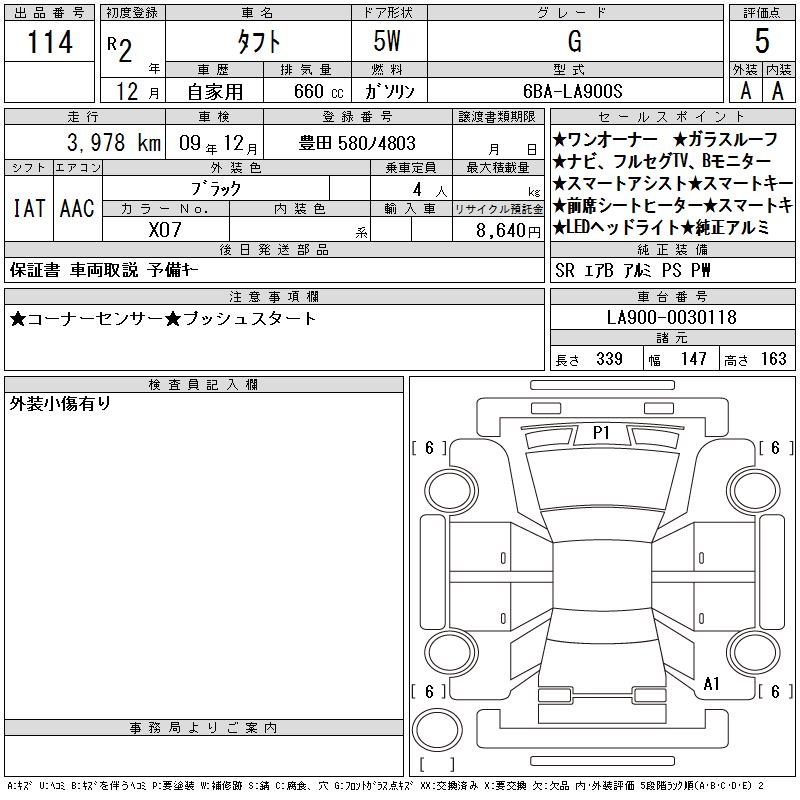 出品番号 初度登録 車名 ドア形状 グレード 評価点
114 R 2 年 タフト 5W G 5
車歴 排気量 燃料 型式 外装 内装
12 月 自家用 660 cc ガソリン 6BA-LA900S A A
走行 車検 登録番号 譲渡書類期限 セールスポイント
3,978 km 09 年 12 月 豊田 580ノ4803 月 日
★ワンオーナー ★ガラスルーフ
★ナビ、フルセグTV、Bモニター
★スマートアシスト★スマートキー
★前席シートヒーター★スマートキ
★LEDヘッドライト★純正アルミ
シフト エアコン 外装色 乗車定員 最大積載量
IAT AAC ブラック 4 人 kg
カラーNo. 内装色 輸入車 リサイクル預託金
X07 系 8,640 円
後日発送部品 純正装備
保証書 車両取説 予備キー SR エアB アルミ PS PW
注意事項欄 車台番号
★コーナーセンサー★プッシュスタート LA900-0030118
諸元
長さ 339 幅 147 高さ 163
検査員記入欄
外装小傷有り
P1
[ 6 ] [ 6 ]
A1
[ 6 ] [ 6 ]
事務局よりご案内
[ ]
A:キズ U:ヘコミ B:キズを伴うヘコミ P:要塗装 W:補修跡 S:錆 C:腐食、穴 G:フロントガラス点キズ XX:交換済み X:要交換 欠:欠品 内・外装評価 5段階ランク順(A・B・C・D・E) 2